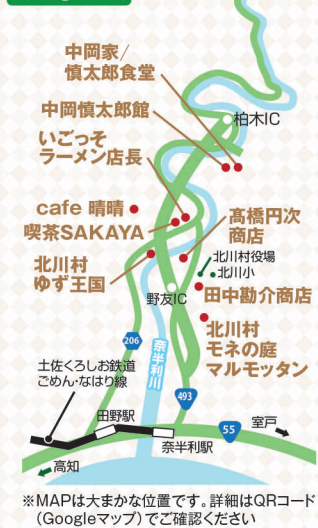 中岡家/
慎太郎食堂
中岡慎太郎館
柏木IC
いごっそ
ラーメン店長
cafe 晴晴
喫茶SAKAYA
髙橋円次
商店
北川村役場
北川小
北川村
ゆず王国
野友IC
田中勘介商店
北川村
モネの庭
マルモッタン
206
奈半利川
493
土佐くろしお鉄道
ごめん・なはり線
田野駅
55
室戸
奈半利駅
高知
※MAPは大まかな位置です。詳細はQRコード
(Googleマップ)でご確認ください